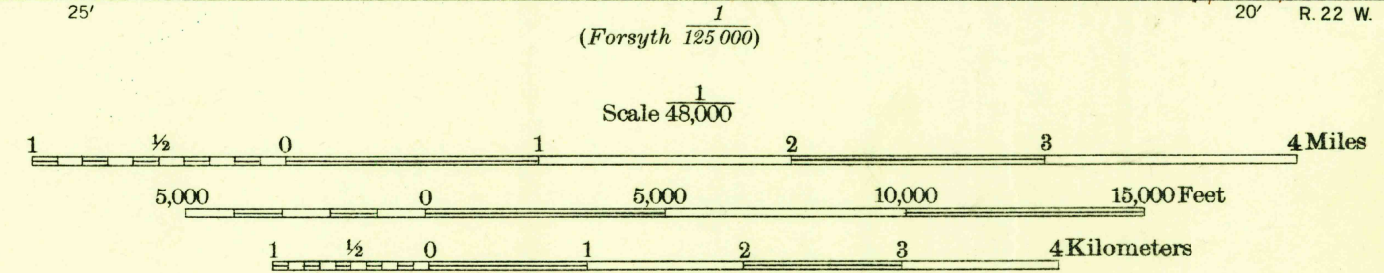 25′ 20′ R. 22 W.
(Forsyth 1/125 000)
Scale 1/48,000
1 ½ 0 1 2 3 4 Miles
5,000 0 5,000 10,000 15,000 Feet
1 ½ 0 1 2 3 4 Kilometers